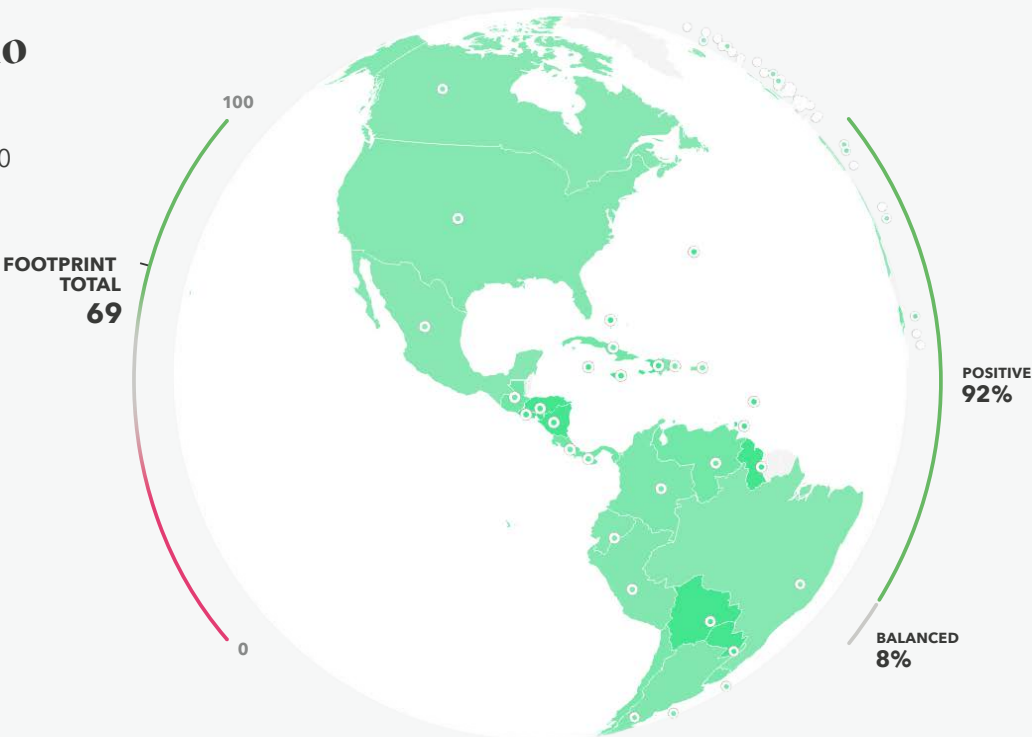 100
FOOTPRINT
TOTAL
69
0
POSITIVE
92%
BALANCED
8%